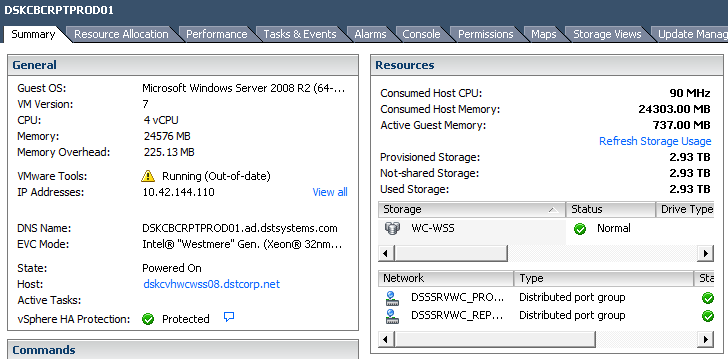 DSKCBCRPTPROD01
Summary Resource Allocation Performance Tasks & Events Alarms Console Permissions Maps Storage Views Update Manag
General
Guest OS: Microsoft Windows Server 2008 R2 (64-...
VM Version: 7
CPU: 4 vCPU
Memory: 24576 MB
Memory Overhead: 225.13 MB
VMware Tools: Running (Out-of-date)
IP Addresses: 10.42.144.110 View all
DNS Name: DSKCBCRPTPROD01.ad.dstsystems.com
EVC Mode: Intel® "Westmere" Gen. (Xeon® 32nm...
State: Powered On
Host: dskcvhwcwss08.dstcorp.net
Active Tasks:
vSphere HA Protection: Protected
Commands
Resources
Consumed Host CPU: 90 MHz
Consumed Host Memory: 24303.00 MB
Active Guest Memory: 737.00 MB
Refresh Storage Usage
Provisioned Storage: 2.93 TB
Not-shared Storage: 2.93 TB
Used Storage: 2.93 TB
Storage Status Drive Type
WC-WSS Normal
Network Type Sta
DSSSRVWC_PRO... Distributed port group
DSSSRVWC_REP... Distributed port group